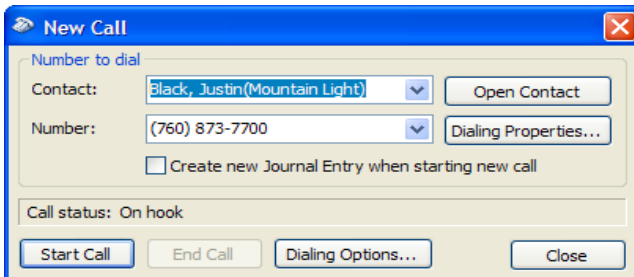 New Call
Number to dial
Contact: Black, Justin(Mountain Light) Open Contact
Number: (760) 873-7700 Dialing Properties...
Create new Journal Entry when starting new call
Call status: On hook
Start Call End Call Dialing Options... Close